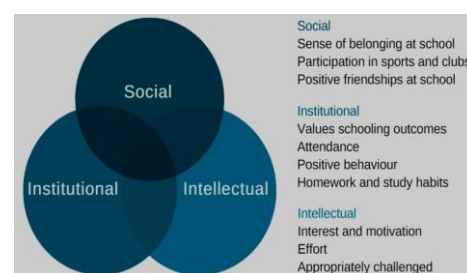 Social
Institutional
Intellectual
Social
Sense of belonging at school
Participation in sports and clubs
Positive friendships at school
Institutional
Values schooling outcomes
Attendance
Positive behaviour
Homework and study habits
Intellectual
Interest and motivation
Effort
Appropriately challenged